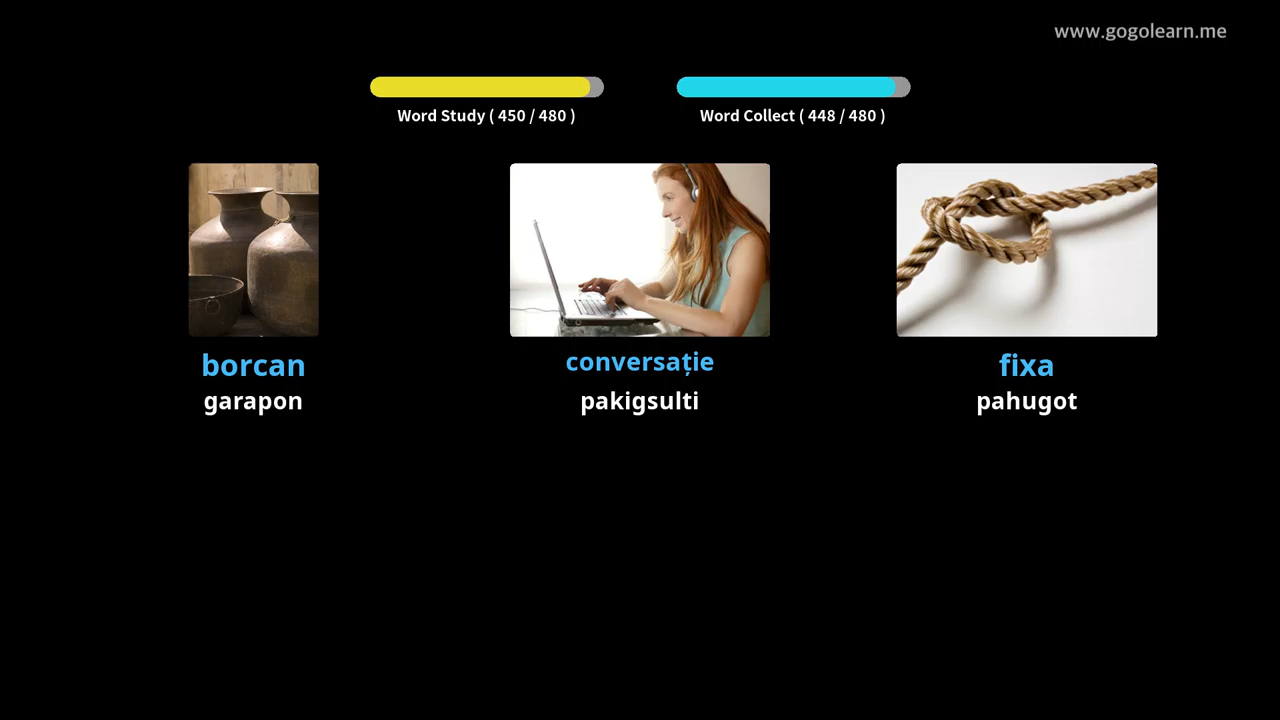 www.gogolearn.me
Word Study ( 450 / 480 )
Word Collect ( 448 / 480 )
borcan
conversație
fixa
garapon
pakigsulti
pahugot